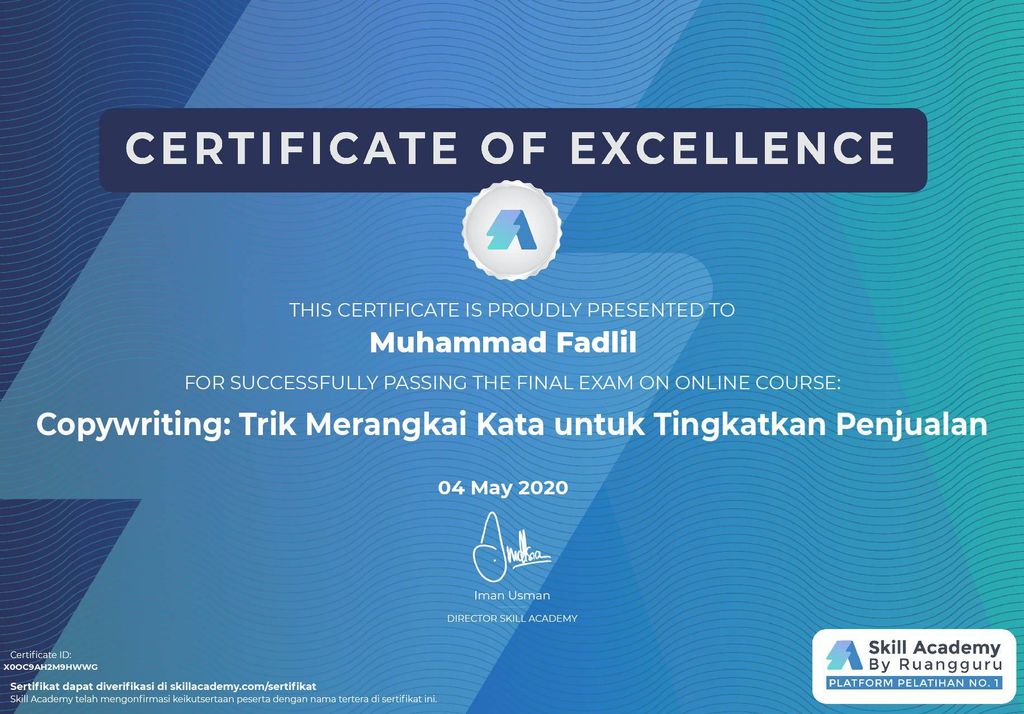 CERTIFICATE OF EXCELLENCE
THIS CERTIFICATE IS PROUDLY PRESENTED TO
Muhammad Fadlil
FOR SUCCESSFULLY PASSING THE FINAL EXAM ON ONLINE COURSE:
Copywriting: Trik Merangkai Kata untuk Tingkatkan Penjualan
04 May 2020
Iman Usman
DIRECTOR SKILL ACADEMY
Certificate ID:
X0OC9AH2M9HWWG
Sertifikat dapat diverifikasi di skillacademy.com/sertifikat
Skill Academy telah mengonfirmasi keikutsertaan peserta dengan nama tertera di sertifikat ini.
Skill Academy
By Ruangguru
PLATFORM PELATIHAN NO. 1